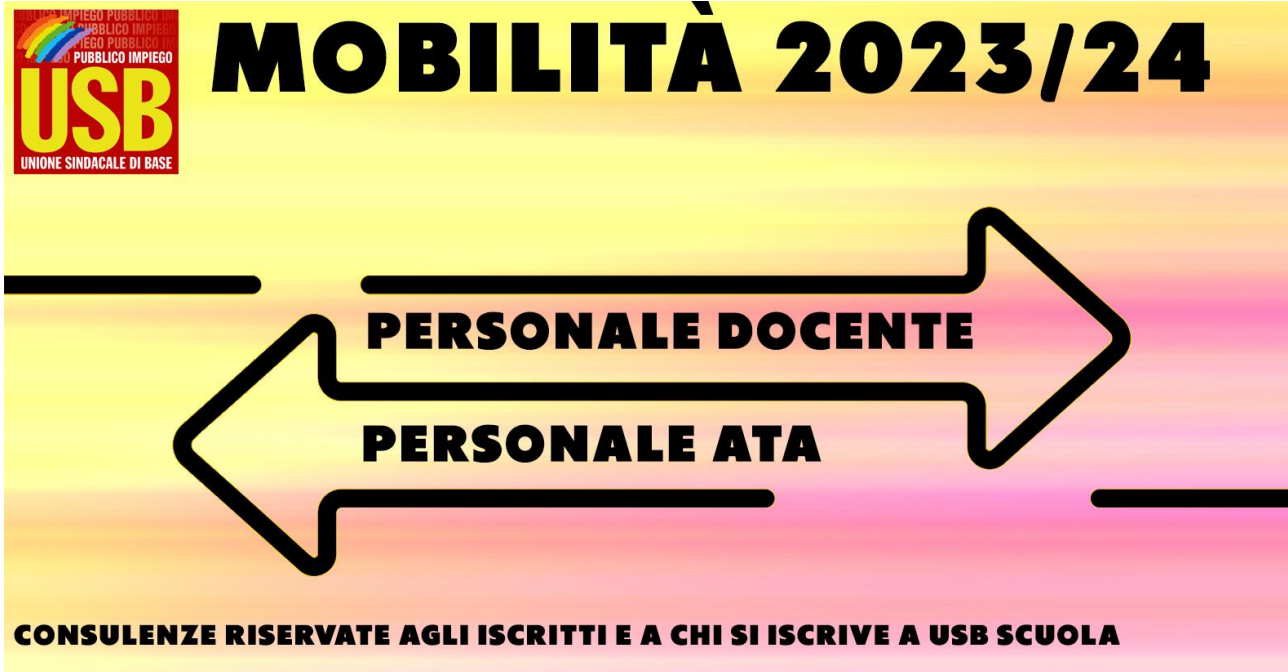 MOBILITÀ 2023/24
PUBBLICO IMPIEGO
USB
UNIONE SINDACALE DI BASE
PERSONALE DOCENTE
PERSONALE ATA
CONSULENZE RISERVATE AGLI ISCRITTI E A CHI SI ISCRIVE A USB SCUOLA